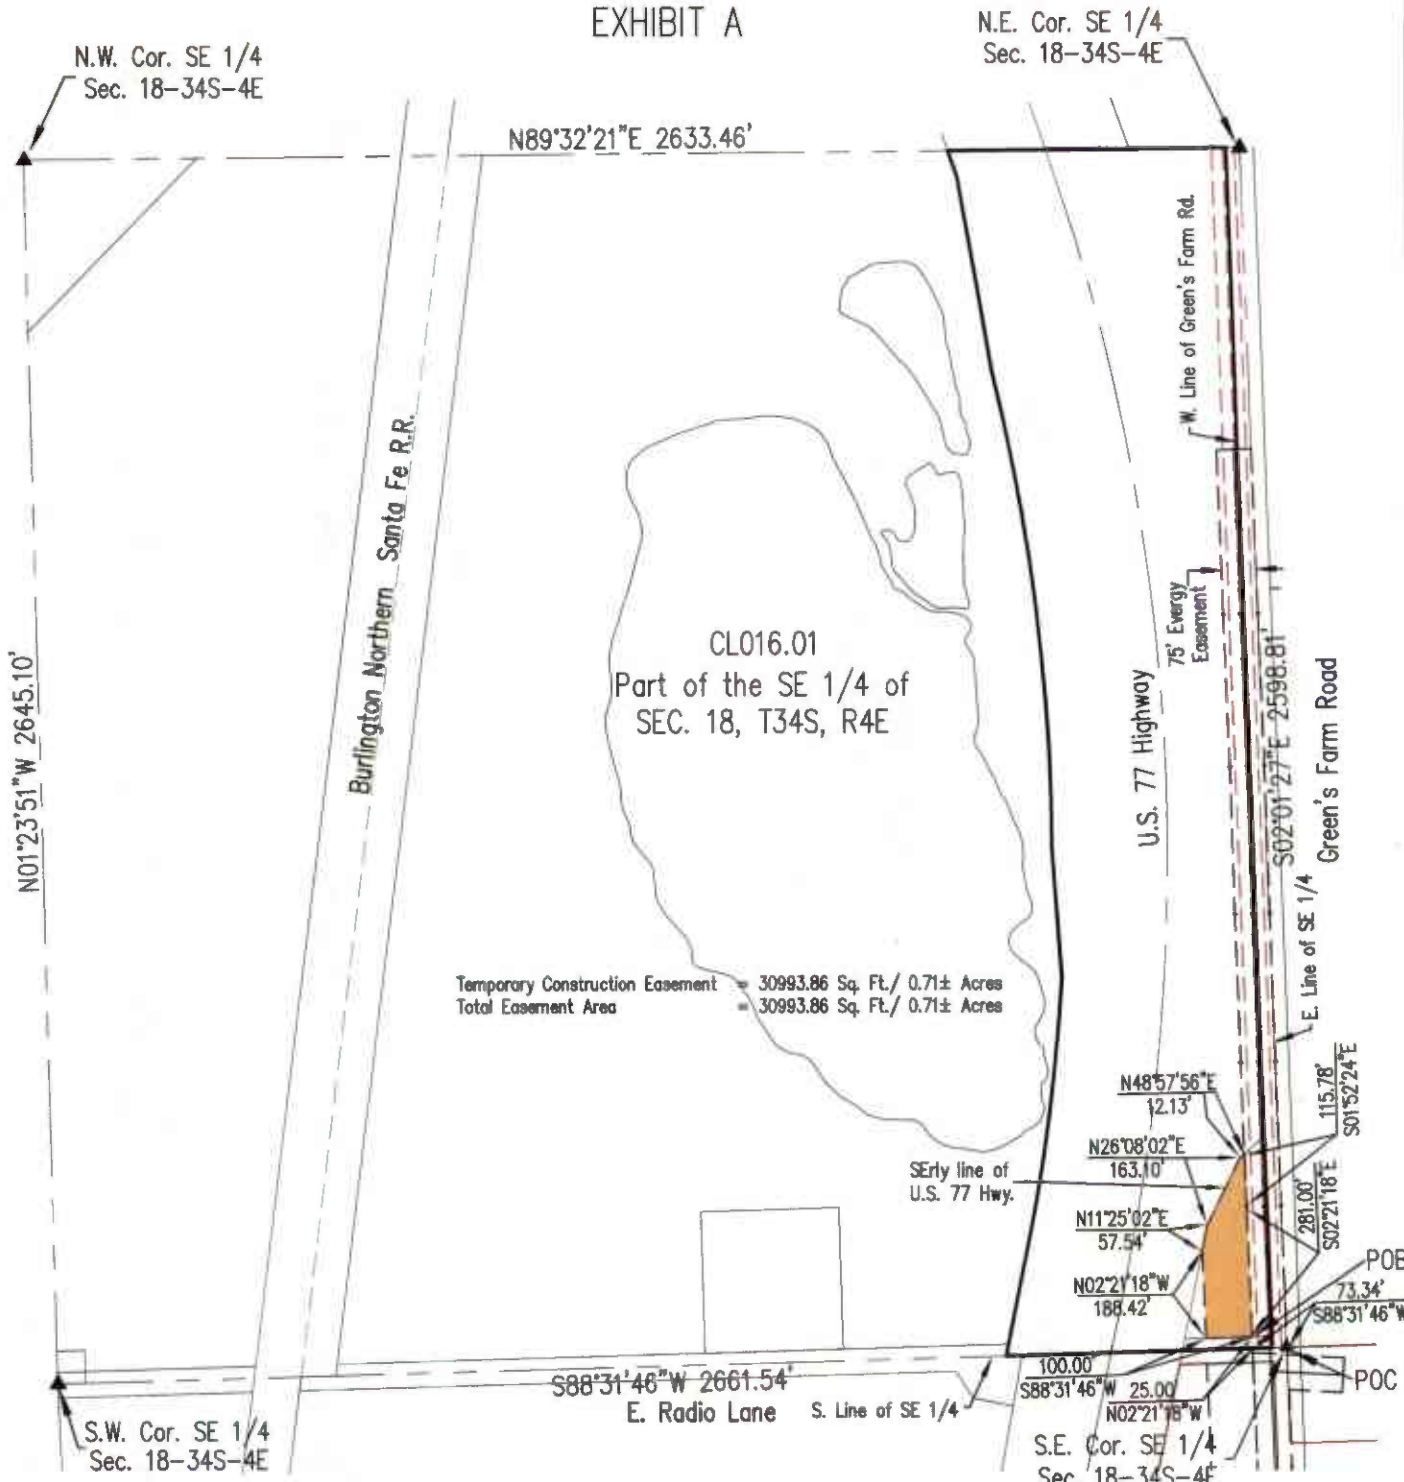 EXHIBIT A
N.W. Cor. SE 1/4
Sec. 18-34S-4E
N.E. Cor. SE 1/4
Sec. 18-34S-4E
N89°32'21"E 2633.46'
W. Line of Green's Farm Rd.
Burlington Northern Santa Fe R.R.
N01°23'51"W 2645.10'
CL016.01
Part of the SE 1/4 of
SEC. 18, T34S, R4E
75' Evergy
Easement
U.S. 77 Highway
S02°01'27"E 2598.81'
Green's Farm Road
E. Line of SE 1/4
Temporary Construction Easement = 30993.86 Sq. Ft./ 0.71± Acres
Total Easement Area = 30993.86 Sq. Ft./ 0.71± Acres
N48°57'56"E
12.13'
115.78'
S01°52'24"E
N26°08'02"E
163.10'
SErly line of
U.S. 77 Hwy.
281.00'
S02°21'18"E
N11°25'02"E
57.54'
POB
N02°21'18"W
188.42'
73.34'
S88°31'46"W
100.00'
S88°31'46"W
25.00'
N02°21'18"W
POC
S88°31'46"W 2661.54'
E. Radio Lane
S. Line of SE 1/4
S.W. Cor. SE 1/4
Sec. 18-34S-4E
S.E. Cor. SE 1/4
Sec. 18-34S-4E